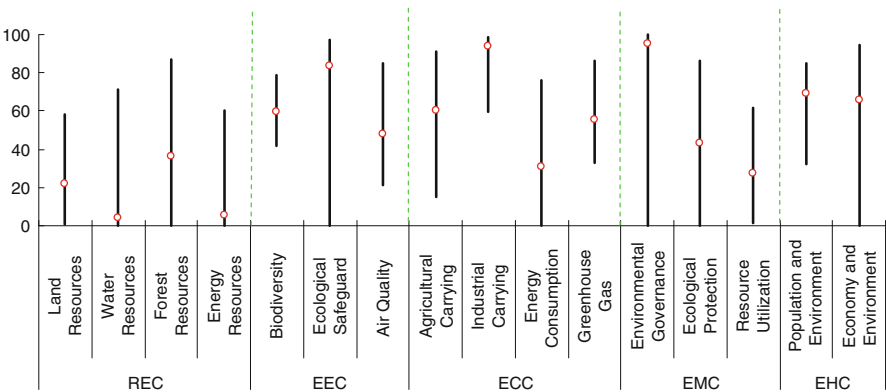 100
80
60
40
20
0
Land
Resources
Water
Resources
Forest
Resources
Energy
Resources
Biodiversity
Ecological
Safeguard
Air Quality
Agricultural
Carrying
Industrial
Carrying
Energy
Consumption
Greenhouse
Gas
Environmental
Governance
Ecological
Protection
Resource
Utilization
Population and
Environment
Economy and
Environment
REC
EEC
ECC
EMC
EHC